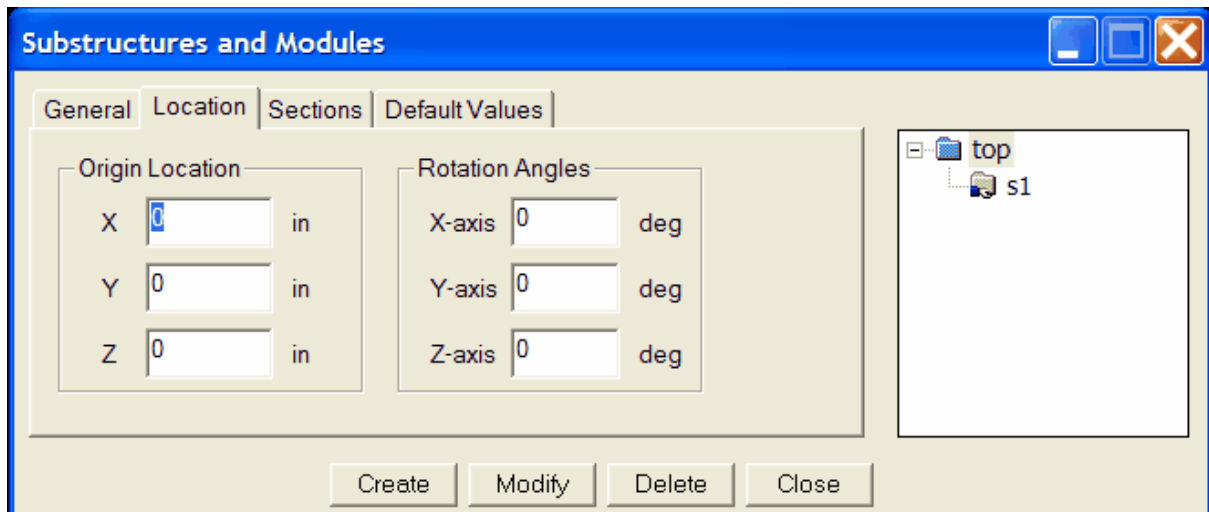 Substructures and Modules
General Location Sections Default Values
Origin Location Rotation Angles
X 0 in X-axis 0 deg
Y 0 in Y-axis 0 deg
Z 0 in Z-axis 0 deg
top
s1
Create Modify Delete Close